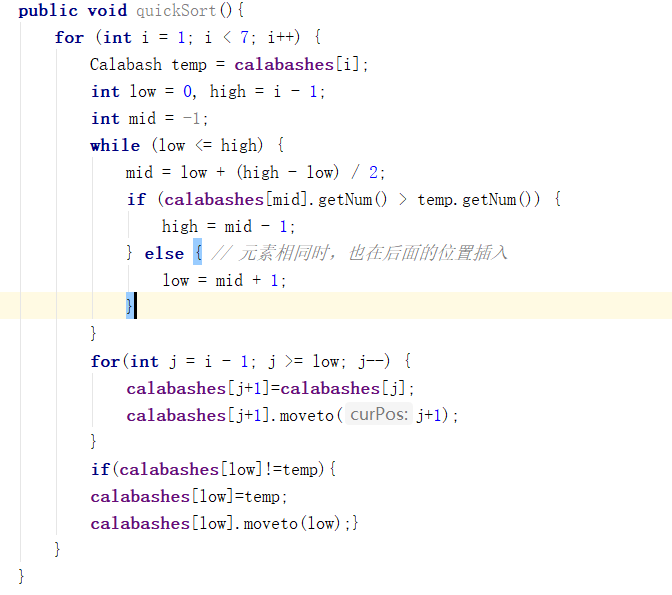 public void quickSort(){
for (int i = 1; i < 7; i++) {
Calabash temp = calabashes[i];
int low = 0, high = i - 1;
int mid = -1;
while (low <= high) {
mid = low + (high - low) / 2;
if (calabashes[mid].getNum() > temp.getNum()) {
high = mid - 1;
} else { // 元素相同时，也在后面的位置插入
low = mid + 1;
}
}
for(int j = i - 1; j >= low; j--) {
calabashes[j+1]=calabashes[j];
calabashes[j+1].moveto( curPos: j+1);
}
if(calabashes[low]!=temp){
calabashes[low]=temp;
calabashes[low].moveto(low);}
}
}